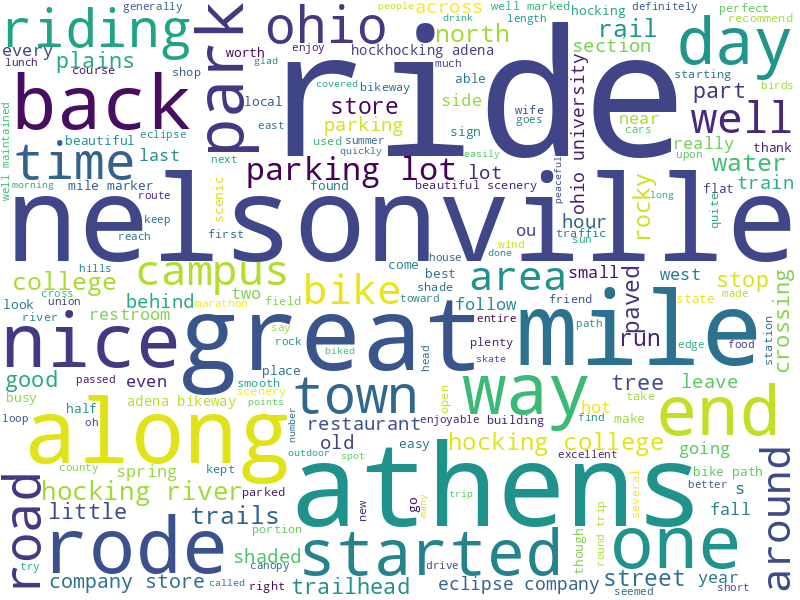 generally
people
across
well marked
hocking
definitely
perfect
riding
ohio
length
drink
recommend
park
ride
north
rail
day
every
plains
hockhocking adena
section
lunch
course
shop
worth
enjoy
much
able
starting
birds
back
glad
covered
bikeway
store
side
ohio university
part
well
local
parking
wife
goes
near
cars
east
sign
eclipse
used
summer
thank
well maintained
beautiful
next
quickly
easily
peaceful
really
upon
time
last
parking lot
lot
water
morning
mile marker
found
beautiful scenery
small
rocky
flat
train
route
scenic
long
nelsonville
quite
keep
first
ou
hour
reach
traffic
wind
sun
done
hills
house
college
campus
come
best
area
small
paved
west
stop
crossing
cross
union
two
field
bike
shade
toward
follow
friend
state
made
look
behind
marathon
river
restroom
say
nice
great
entire
mile
path
run
edge
food
station
rock
biked
plenty
skate
good
passed
even
smooth
place
head
tree
leave
busy
scenery
town
way
hot
take
end
half
adena bikeway
points
open
find
make
loop
oh
along
number
restaurant
enjoyable
building
old
easy
hocking college
going
excellent
county
spring
kept
outdoor
spot
athens
bike path
road
hocking river
parked
new
go
many
trip
several
better
s
around
little
trails
round trip
though
fall
rode
portion
started
one
try
shaded
canopy
drive
company store
called
right
trailhead
eclipse company
seemed
street
year
short